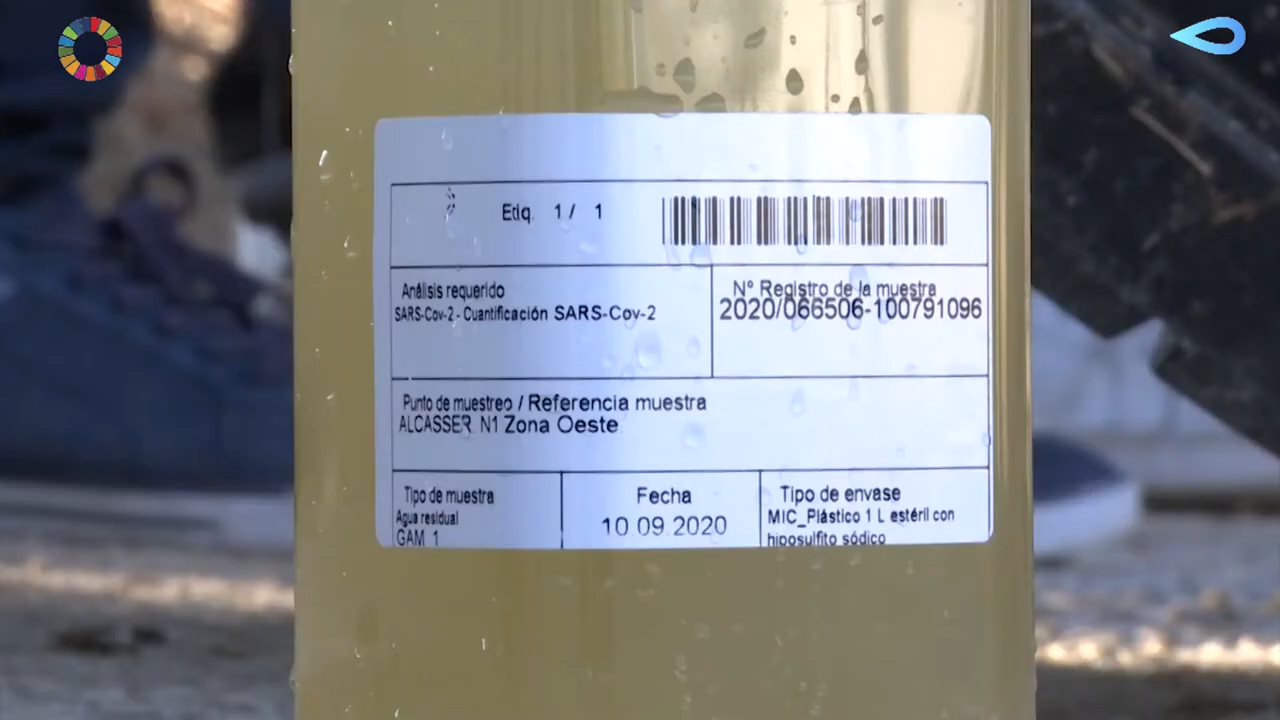 Etiq. 1 / 1
Análisis requerido
SARS-Cov-2 - Cuantificación SARS-Cov-2
Nº Registro de la muestra
2020/066506-100791096
Punto de muestreo / Referencia muestra
ALCASSER N1 Zona Oeste
Tipo de muestra
Agua residual
GAM 1
Fecha
10.09.2020
Tipo de envase
MIC_Plástico 1 L estéril con
hiposulfito sódico